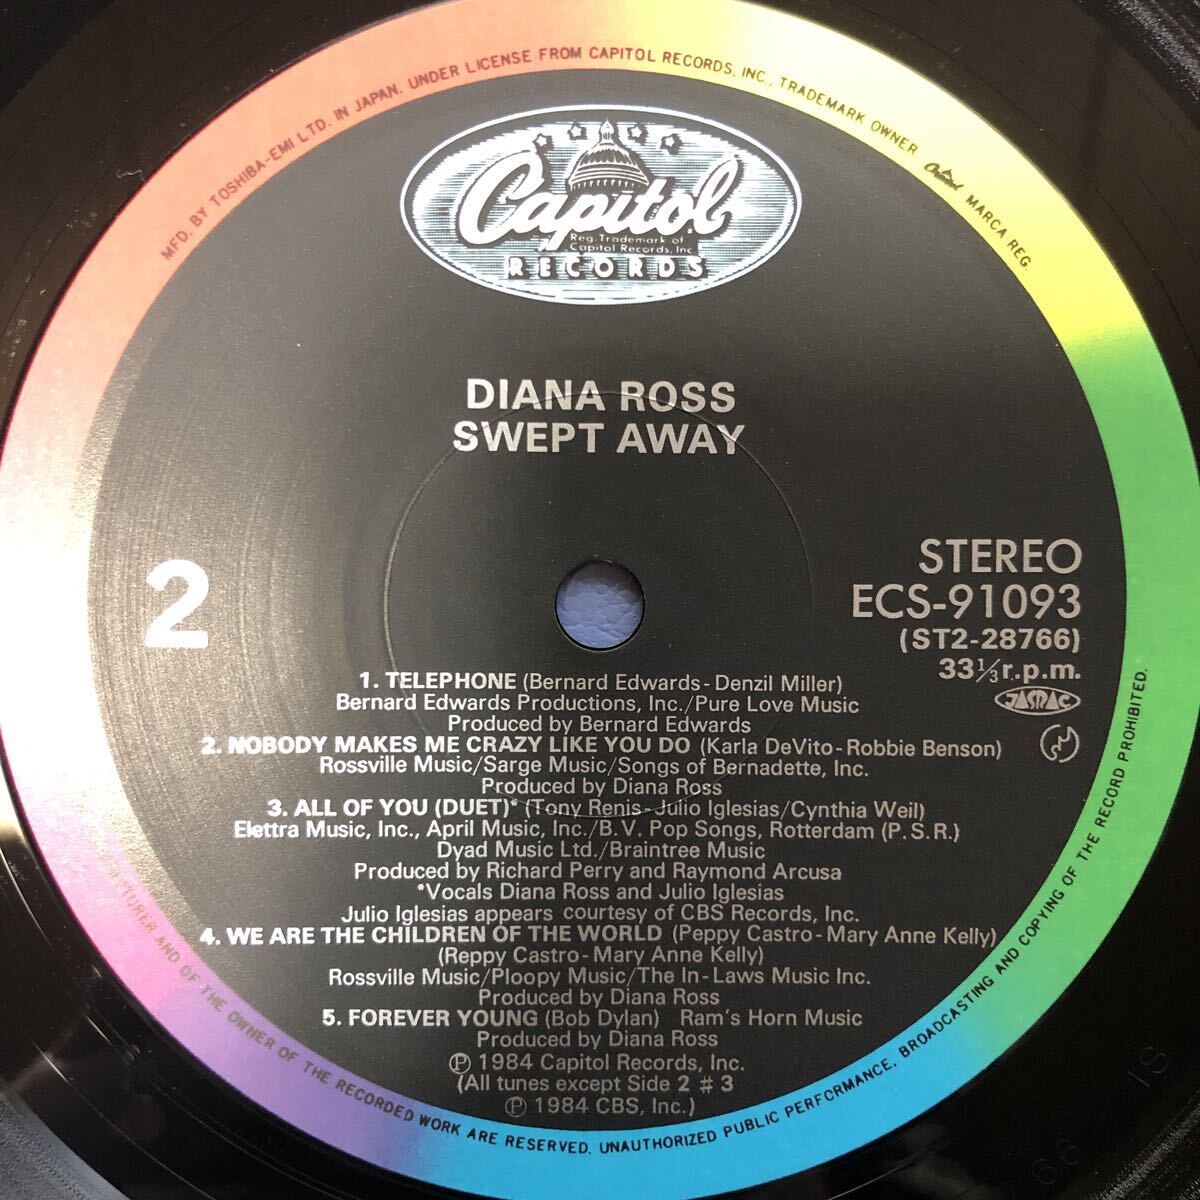 MFD. BY TOSHIBA-EMI LTD. IN JAPAN. UNDER LICENSE FROM CAPITOL RECORDS, INC., TRADEMARK OWNER. Capitol MARCA REG.
Capitol
Reg. Trademark of
Capitol Records, Inc.
RECORDS
DIANA ROSS
SWEPT AWAY
2
STEREO
ECS-91093
(ST2-28766)
33 1/3 r.p.m.
JASRAC
1. TELEPHONE (Bernard Edwards-Denzil Miller)
Bernard Edwards Productions, Inc./Pure Love Music
Produced by Bernard Edwards
2. NOBODY MAKES ME CRAZY LIKE YOU DO (Karla DeVito-Robbie Benson)
Rossville Music/Sarge Music/Songs of Bernadette, Inc.
Produced by Diana Ross
3. ALL OF YOU (DUET)* (Tony Renis-Julio Iglesias/Cynthia Weil)
Elettra Music, Inc., April Music, Inc./B.V. Pop Songs, Rotterdam (P.S.R.)
Dyad Music Ltd./Braintree Music
Produced by Richard Perry and Raymond Arcusa
*Vocals Diana Ross and Julio Iglesias
Julio Iglesias appears courtesy of CBS Records, Inc.
4. WE ARE THE CHILDREN OF THE WORLD (Peppy Castro-Mary Anne Kelly)
(Reppy Castro-Mary Anne Kelly)
Rossville Music/Ploopy Music/The In-Laws Music Inc.
Produced by Diana Ross
5. FOREVER YOUNG (Bob Dylan) Ram's Horn Music
Produced by Diana Ross
Ⓟ 1984 Capitol Records, Inc.
(All tunes except Side 2 # 3
Ⓟ 1984 CBS, Inc.)
AND OF THE OWNER OF THE RECORDED WORK ARE RESERVED. UNAUTHORIZED PUBLIC PERFORMANCE, BROADCASTING AND COPYING OF THE RECORD PROHIBITED.